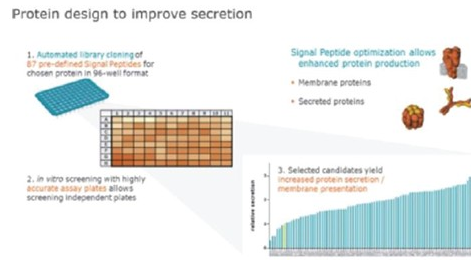 Protein design to improve secretion
1. Automated library cloning of
87 pre-defined Signal Peptides for
chosen protein in 96-well format
Signal Peptide optimization allows
enhanced protein production
• Membrane proteins
• Secreted proteins
2. in vitro screening with highly
accurate assay plates allows
screening independent plates
3. Selected candidates yield
increased protein secretion /
membrane presentation
relative secretion